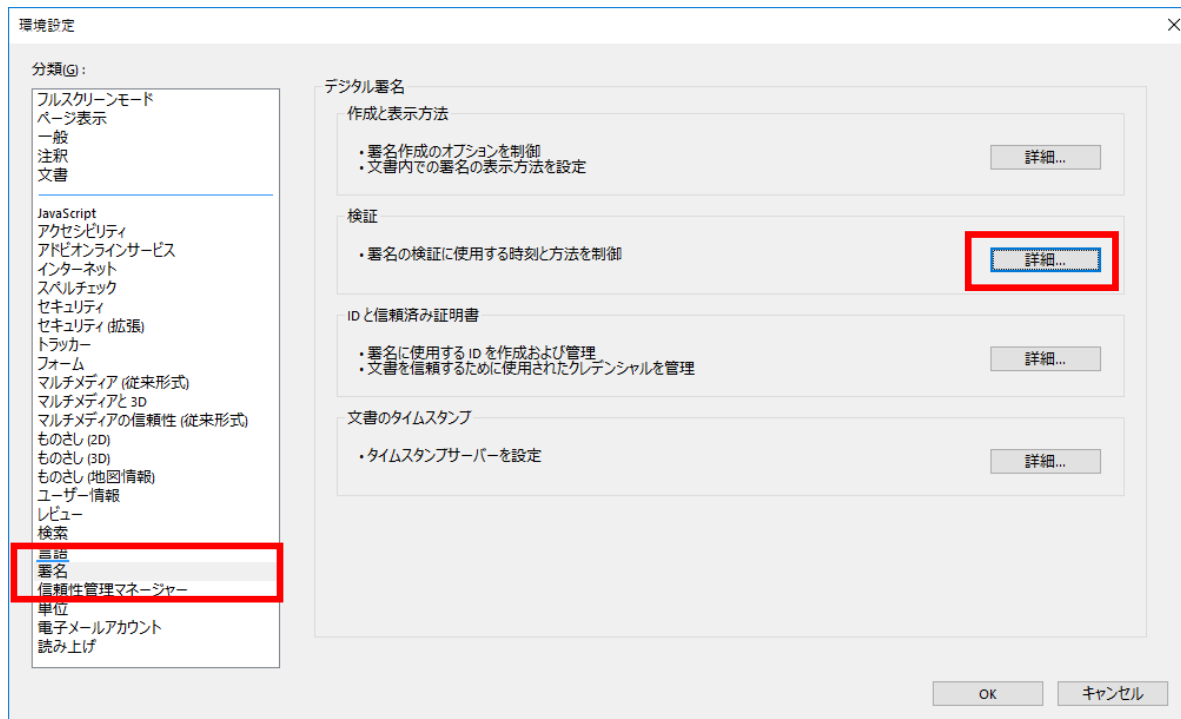 環境設定
分類(G) :
フルスクリーンモード
ページ表示
一般
注釈
文書
JavaScript
アクセシビリティ
アドビオンラインサービス
インターネット
スペルチェック
セキュリティ
セキュリティ (拡張)
トラッカー
フォーム
マルチメディア (従来形式)
マルチメディアと 3D
マルチメディアの信頼性 (従来形式)
ものさし (2D)
ものさし (3D)
ものさし (地図情報)
ユーザー情報
レビュー
検索
言語
署名
信頼性管理マネージャー
単位
電子メールアカウント
読み上げ
デジタル署名
作成と表示方法
・署名作成のオプションを制御
・文書内での署名の表示方法を設定
詳細...
検証
・署名の検証に使用する時刻と方法を制御
詳細...
ID と信頼済み証明書
・署名に使用する ID を作成および管理
・文書を信頼するために使用されたクレデンシャルを管理
詳細...
文書のタイムスタンプ
・タイムスタンプサーバーを設定
詳細...
OK
キャンセル